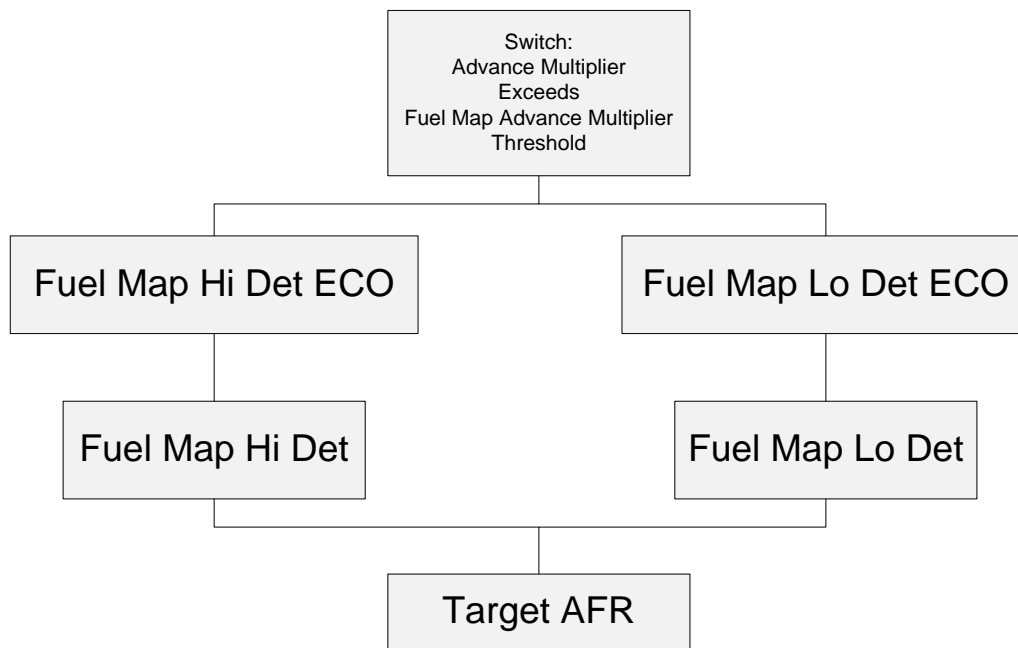 Switch:
Advance Multiplier
Exceeds
Fuel Map Advance Multiplier
Threshold
Fuel Map Hi Det ECO
Fuel Map Lo Det ECO
Fuel Map Hi Det
Fuel Map Lo Det
Target AFR